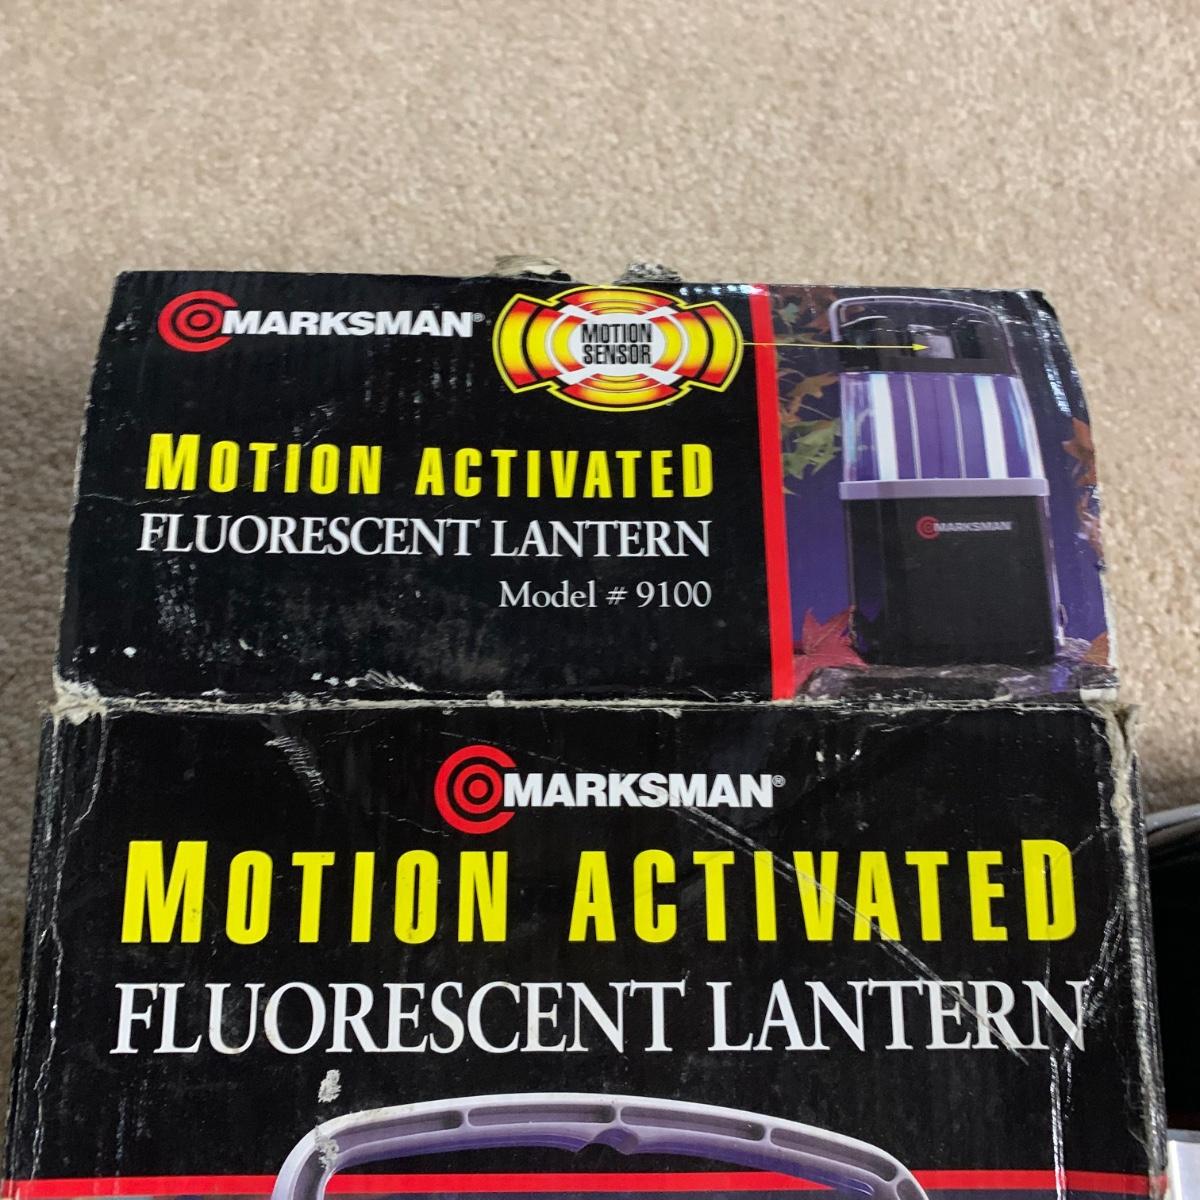 MARKSMAN®
MOTION
SENSOR
MOTION ACTIVATED
FLUORESCENT LANTERN
Model # 9100
MARKSMAN
MARKSMAN®
MOTION ACTIVATED
FLUORESCENT LANTERN